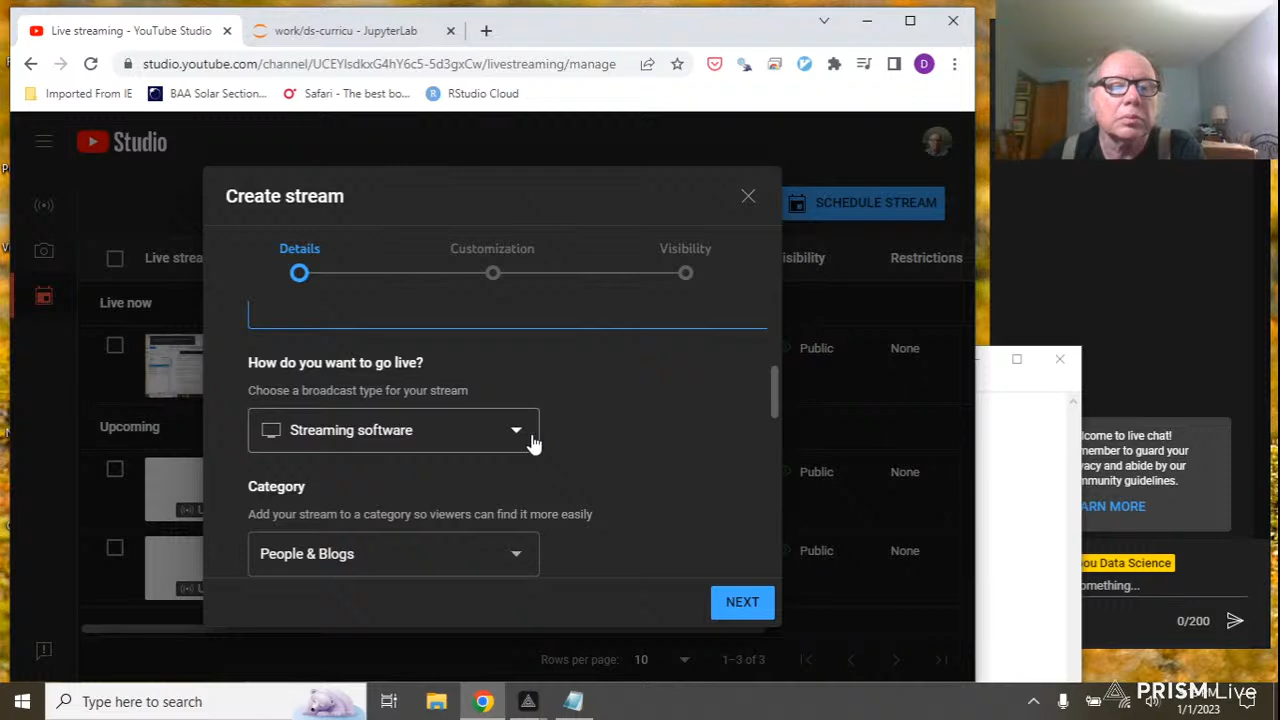 Live streaming - YouTube Studio
work/ds-curricu - JupyterLab
studio.youtube.com/channel/UCEYIsdkxG4hY6c5-5d3gxCw/livestreaming/manage
D
Imported From IE
BAA Solar Section...
Safari - The best bo...
RStudio Cloud
Studio
Create stream
SCHEDULE STREAM
Details
Customization
Visibility
Live strea
isibility
Restrictions
Live now
Public
None
How do you want to go live?
Choose a broadcast type for your stream
Streaming software
Upcoming
Public
None
Category
Add your stream to a category so viewers can find it more easily
People & Blogs
Public
None
NEXT
Rows per page:
10
1–3 of 3
lcome to live chat!
member to guard your
vacy and abide by our
mmunity guidelines.
ARN MORE
ou Data Science
omething...
0/200
Type here to search
PRISM Live
1/1/2023